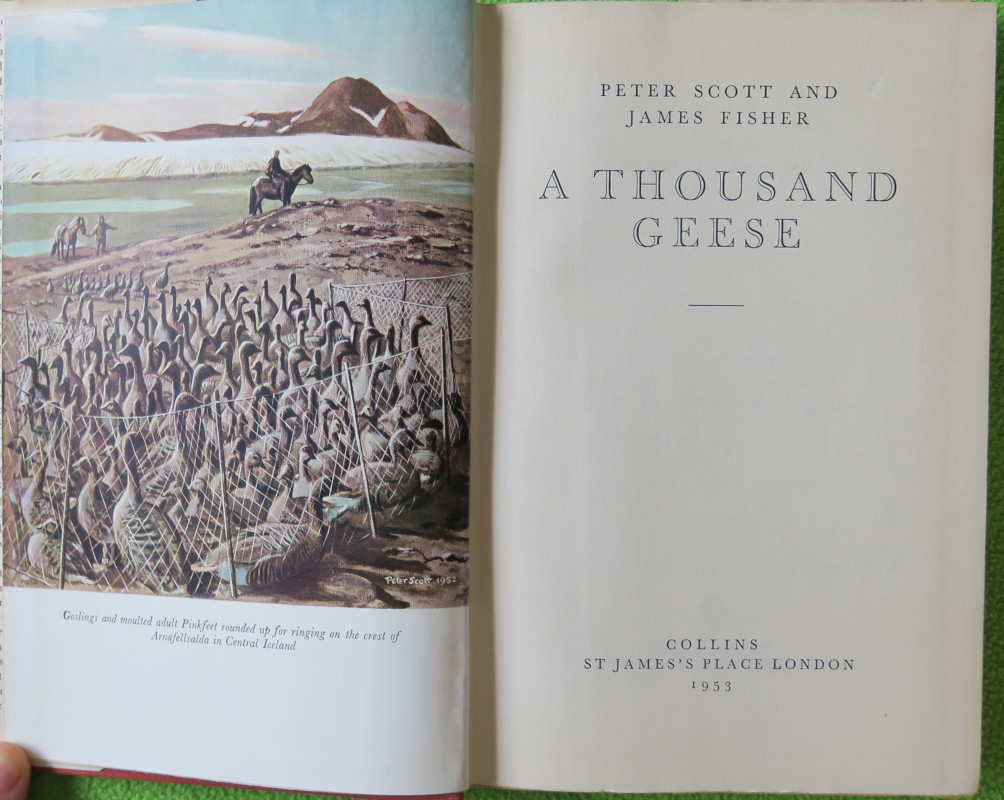 Peter Scott 1952
Goslings and moulted adult Pinkfeet rounded up for ringing on the crest of
Arnafellsalda in Central Iceland
PETER SCOTT AND
JAMES FISHER
A THOUSAND
GEESE
COLLINS
ST JAMES'S PLACE LONDON
1953